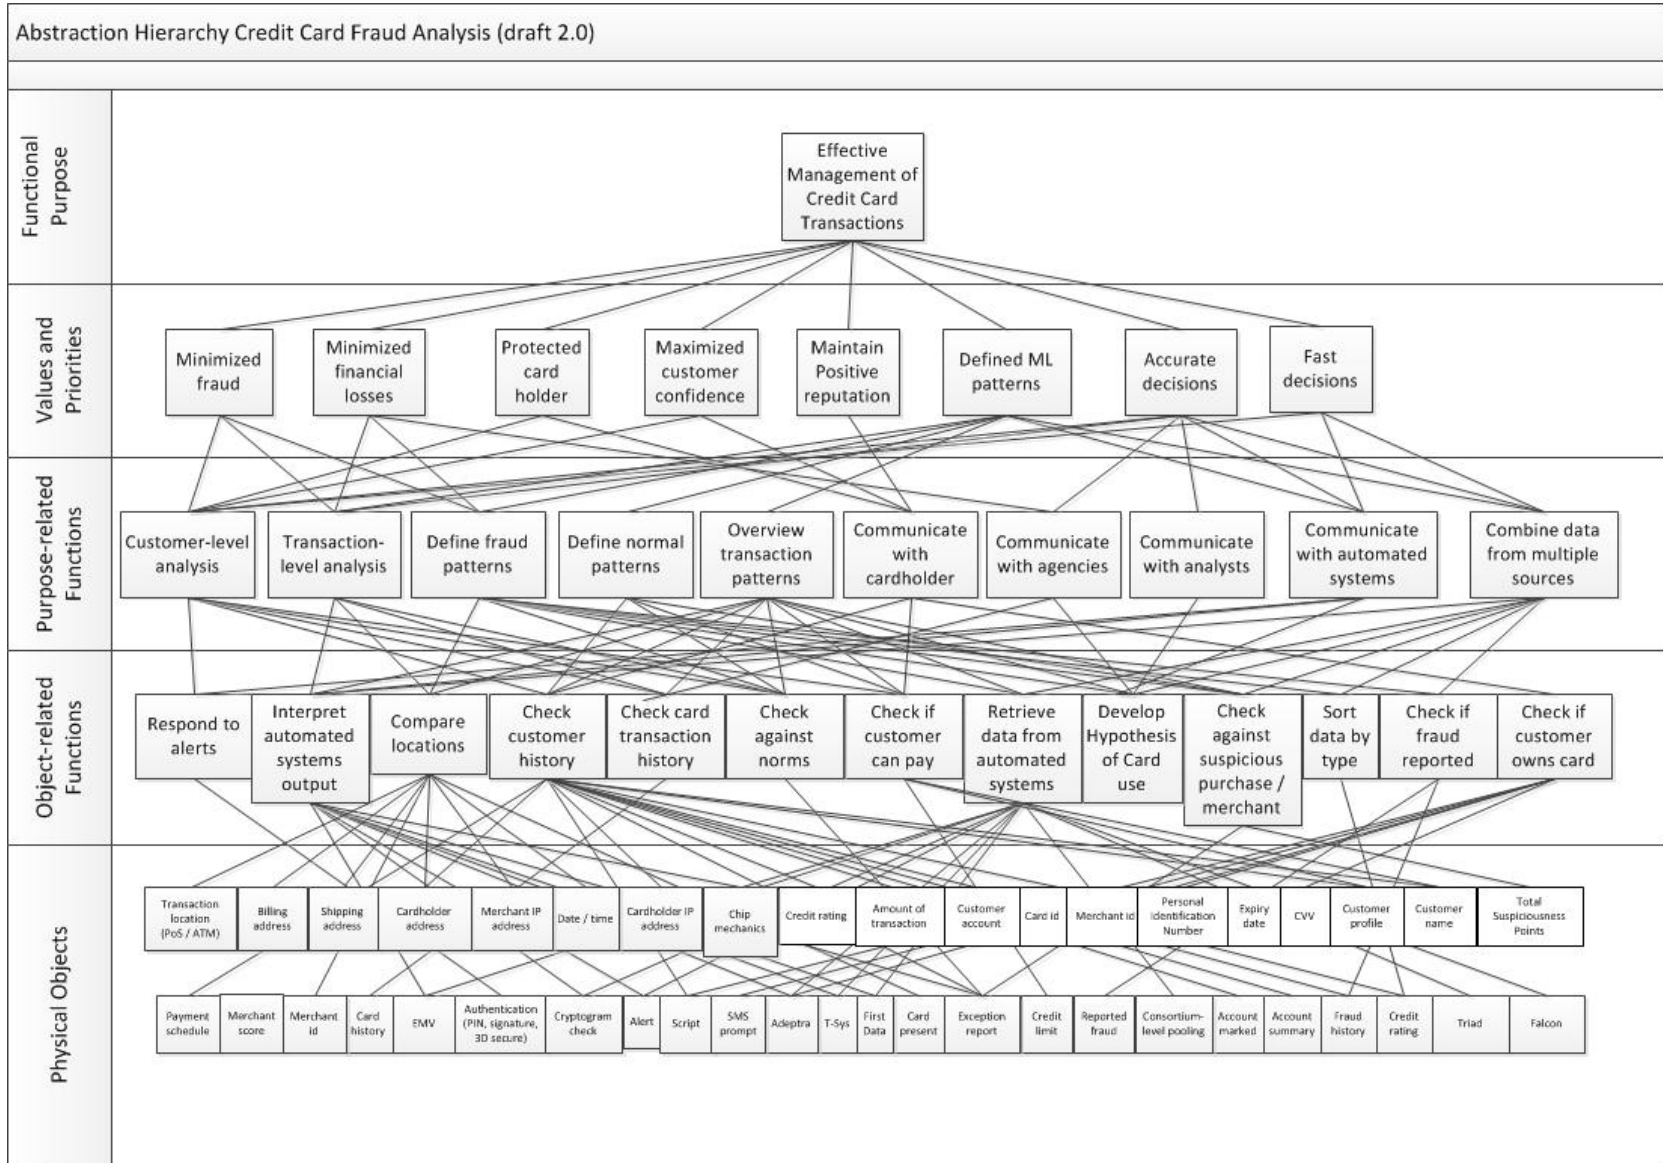 Abstraction Hierarchy Credit Card Fraud Analysis (draft 2.0)
Functional
Purpose
Effective
Management of
Credit Card
Transactions
Values and
Priorities
Minimized
fraud
Minimized
financial
losses
Protected
card
holder
Maximized
customer
confidence
Maintain
Positive
reputation
Defined ML
patterns
Accurate
decisions
Fast
decisions
Purpose-related
Functions
Customer-level
analysis
Transaction-
level analysis
Define fraud
patterns
Define normal
patterns
Overview
transaction
patterns
Communicate
with
cardholder
Communicate
with agencies
Communicate
with analysts
Communicate
with automated
systems
Combine data
from multiple
sources
Object-related
Functions
Respond to
alerts
Interpret
automated
systems
output
Compare
locations
Check
customer
history
Check card
transaction
history
Check
against
norms
Check if
customer
can pay
Retrieve
data from
automated
systems
Develop
Hypothesis
of Card
use
Check
against
suspicious
purchase /
merchant
Sort
data by
type
Check if
fraud
reported
Check if
customer
owns card
Physical Objects
Transaction
location
(PoS / ATM)
Billing
address
Shipping
address
Cardholder
address
Merchant IP
address
Date / time
Cardholder IP
address
Chip
mechanics
Credit rating
Amount of
transaction
Customer
account
Card id
Merchant id
Personal
Identification
Number
Expiry
date
CVV
Customer
profile
Customer
name
Total
Suspiciousness
Points
Payment
schedule
Merchant
score
Merchant
id
Card
history
EMV
Authentication
(PIN, signature,
3D secure)
Cryptogram
check
Alert
Script
SMS
prompt
Adeptra
T-Sys
First
Data
Card
present
Exception
report
Credit
limit
Reported
fraud
Consortium-
level pooling
Account
marked
Account
summary
Fraud
history
Credit
rating
Triad
Falcon